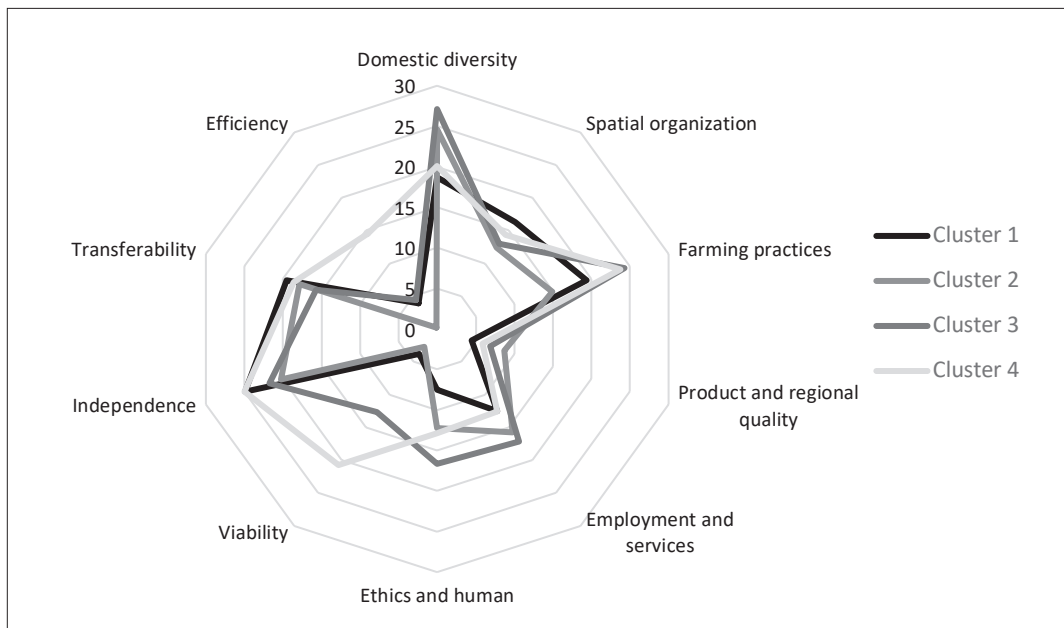 Domestic diversity
30
25
20
15
10
5
0
Spatial organization
Farming practices
Product and regional
quality
Employment and
services
Ethics and human
Viability
Independence
Transferability
Efficiency
Cluster 1
Cluster 2
Cluster 3
Cluster 4